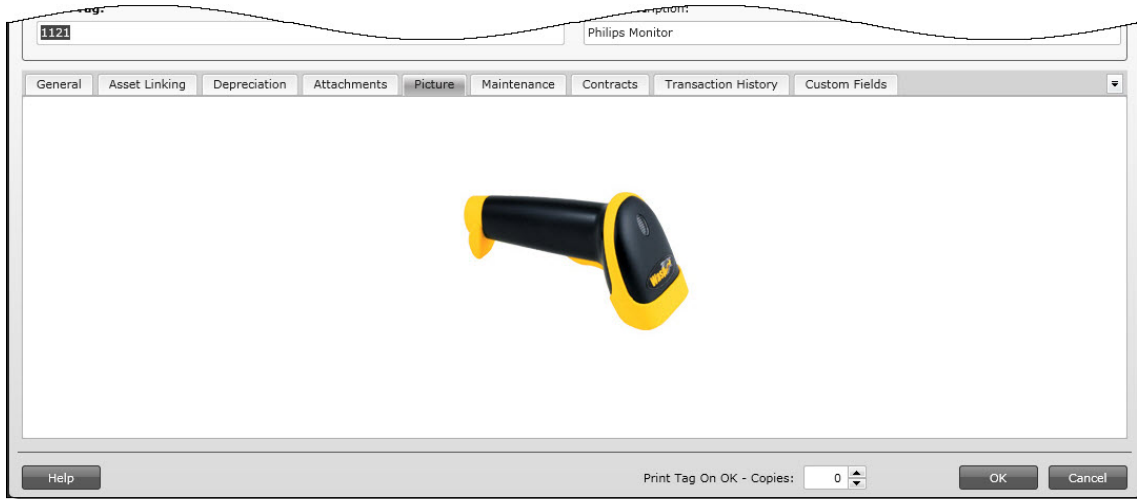 1121
Philips Monitor
General Asset Linking Depreciation Attachments Picture Maintenance Contracts Transaction History Custom Fields
Wasp
Help Print Tag On OK - Copies: 0 OK Cancel